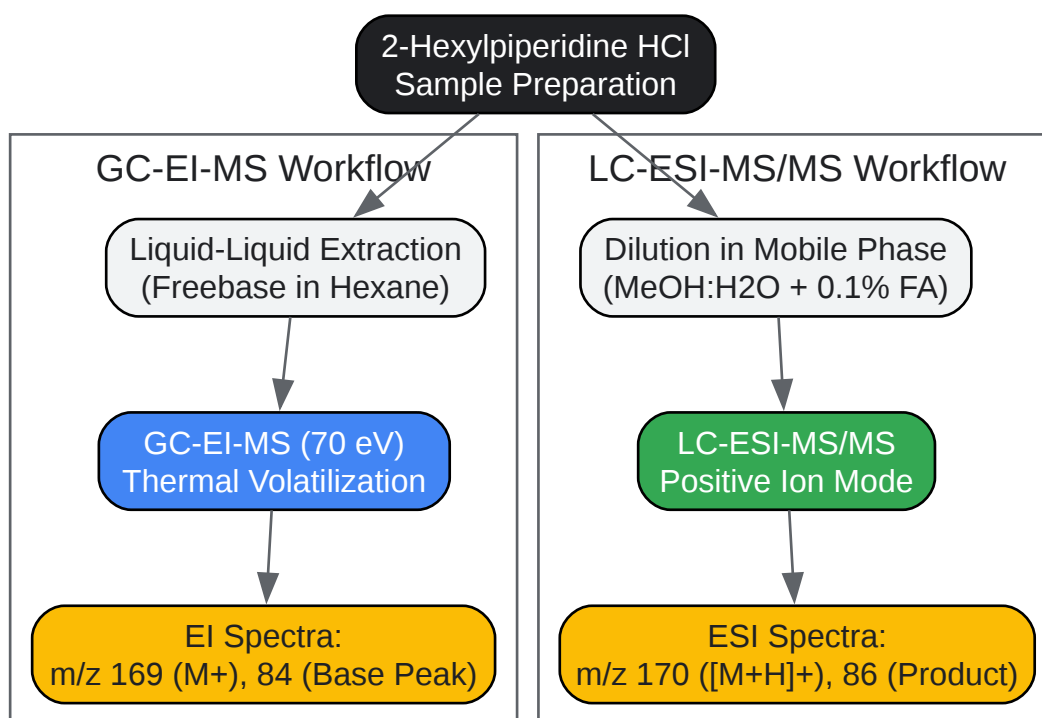 2-Hexylpiperidine HCl
Sample Preparation
GC-EI-MS Workflow
Liquid-Liquid Extraction
(Freebase in Hexane)
GC-EI-MS (70 eV)
Thermal Volatilization
EI Spectra:
m/z 169 (M+), 84 (Base Peak)
LC-ESI-MS/MS Workflow
Dilution in Mobile Phase
(MeOH:H2O + 0.1% FA)
LC-ESI-MS/MS
Positive Ion Mode
ESI Spectra:
m/z 170 ([M+H]+), 86 (Product)